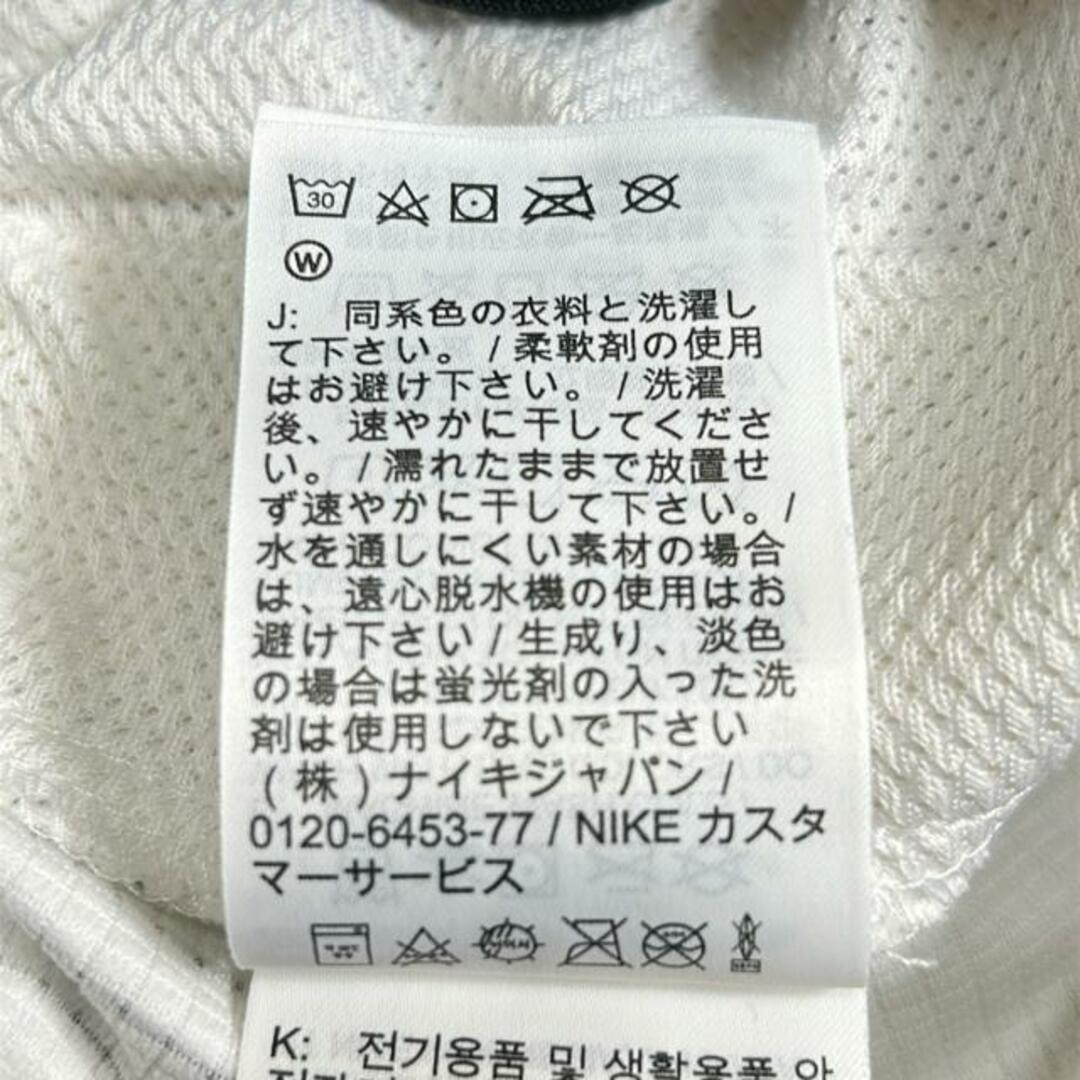 30
W
J: 同系色の衣料と洗濯し
て下さい。 / 柔軟剤の使用
はお避け下さい。 / 洗濯
後、速やかに干してくださ
い。 / 濡れたままで放置せ
ず速やかに干して下さい。 /
水を通しにくい素材の場合
は、遠心脱水機の使用はお
避け下さい / 生成り、淡色
の場合は蛍光剤の入った洗
剤は使用しないで下さい
(株)ナイキジャパン /
0120-6453-77 / NIKE カスタ
マーサービス
K: 전기용품 및 생활용품 안